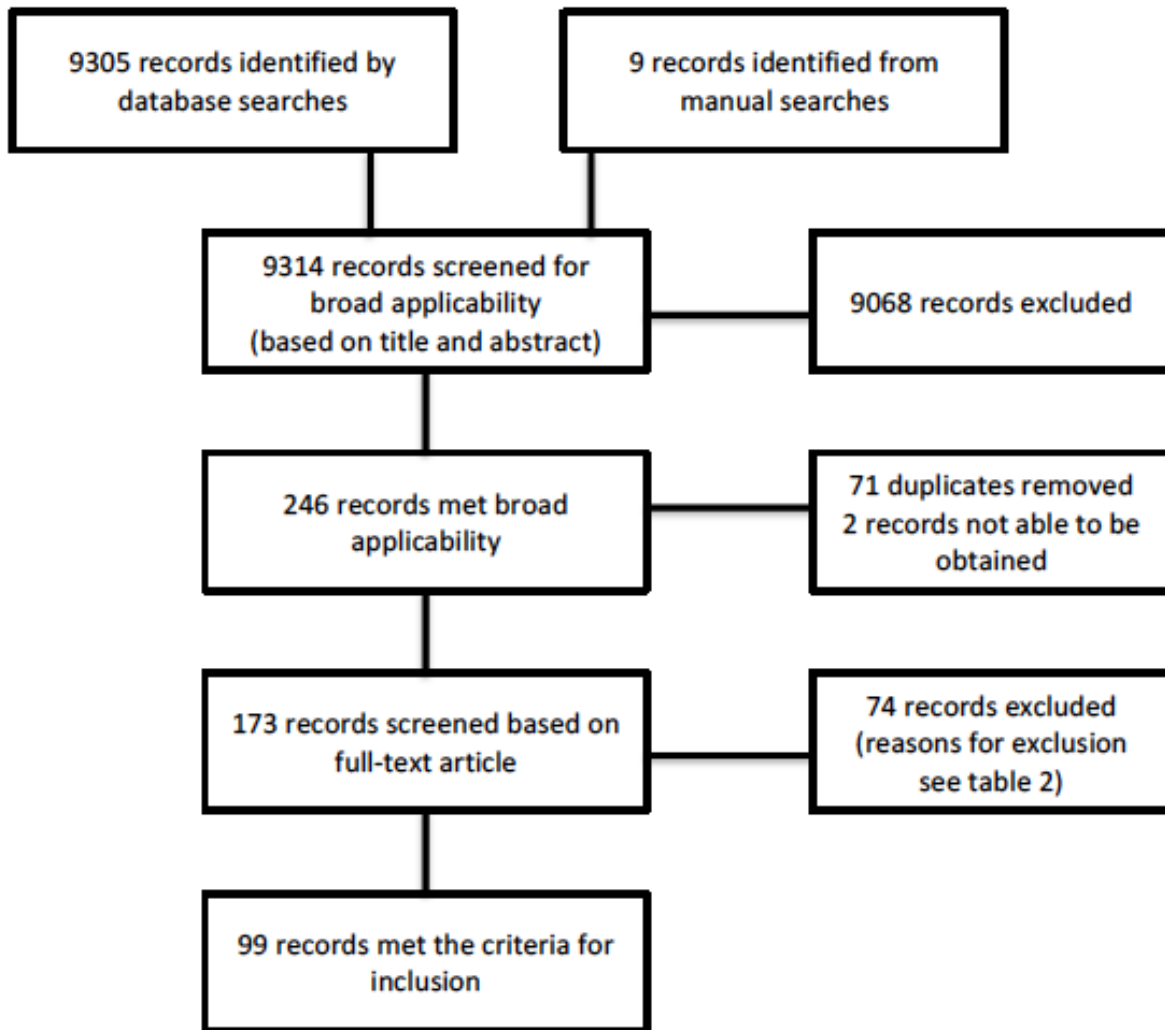 9305 records identified by
database searches
9 records identified from
manual searches
9314 records screened for
broad applicability
(based on title and abstract)
9068 records excluded
246 records met broad
applicability
71 duplicates removed
2 records not able to be
obtained
173 records screened based on
full-text article
74 records excluded
(reasons for exclusion
see table 2)
99 records met the criteria for
inclusion